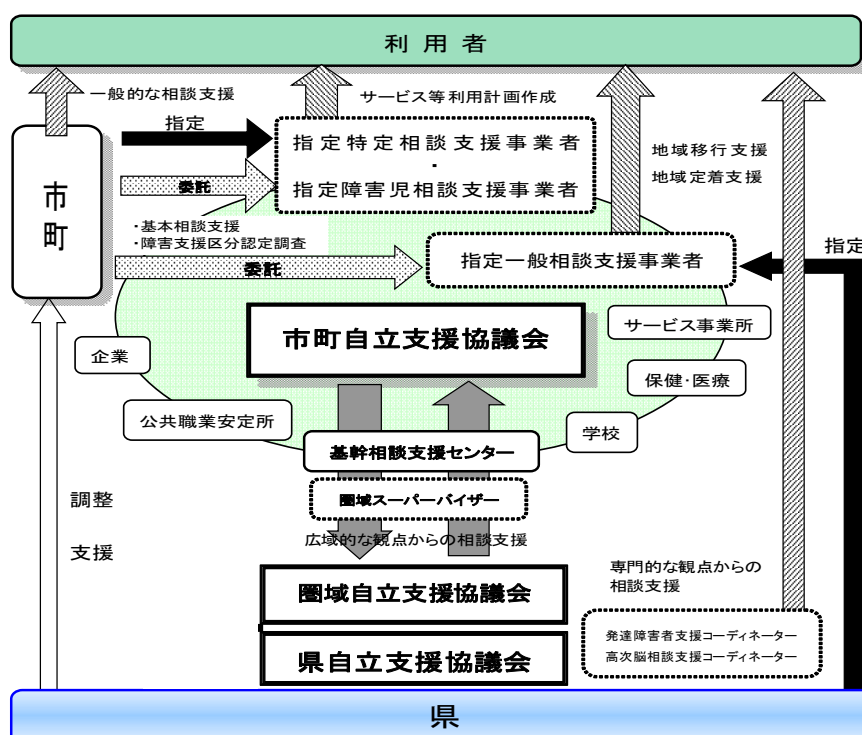 利用者
一般的な相談支援
サービス等利用計画作成
指定
指定特定相談支援事業者
・
指定障害児相談支援事業者
地域移行支援
地域定着支援
市町
委託
・基本相談支援
・障害支援区分認定調査
委託
指定一般相談支援事業者
指定
市町自立支援協議会
サービス事業所
企業
保健・医療
公共職業安定所
学校
基幹相談支援センター
圏域スーパーバイザー
調整
支援
広域的な観点からの相談支援
専門的な観点からの
相談支援
圏域自立支援協議会
発達障害者支援コーディネーター
高次脳相談支援コーディネーター
県自立支援協議会
県